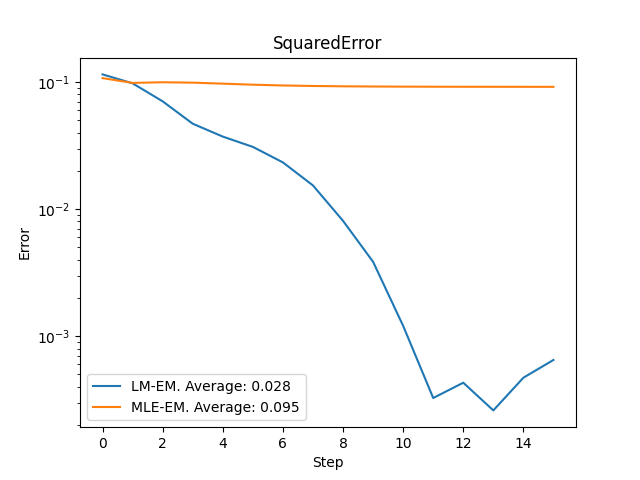 SquaredError
10⁻¹
10⁻²
10⁻³
Error
LM-EM. Average: 0.028
MLE-EM. Average: 0.095
0 2 4 6 8 10 12 14
Step